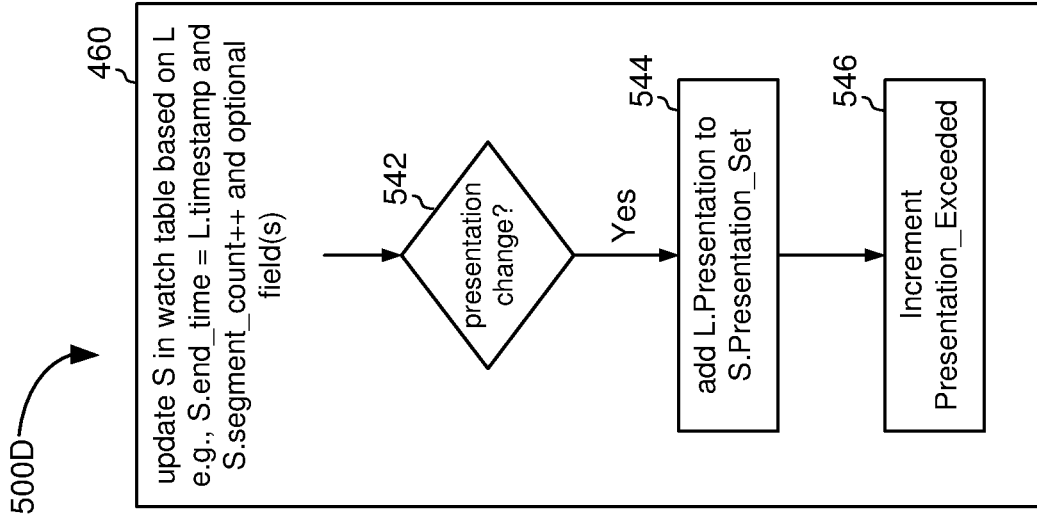 500D
460
update S in watch table based on L
e.g., S.end_time = L.timestamp and
S.segment_count++ and optional
field(s)
542
presentation
change?
Yes
544
add L.Presentation to
S.Presentation_Set
546
Increment
Presentation_Exceeded